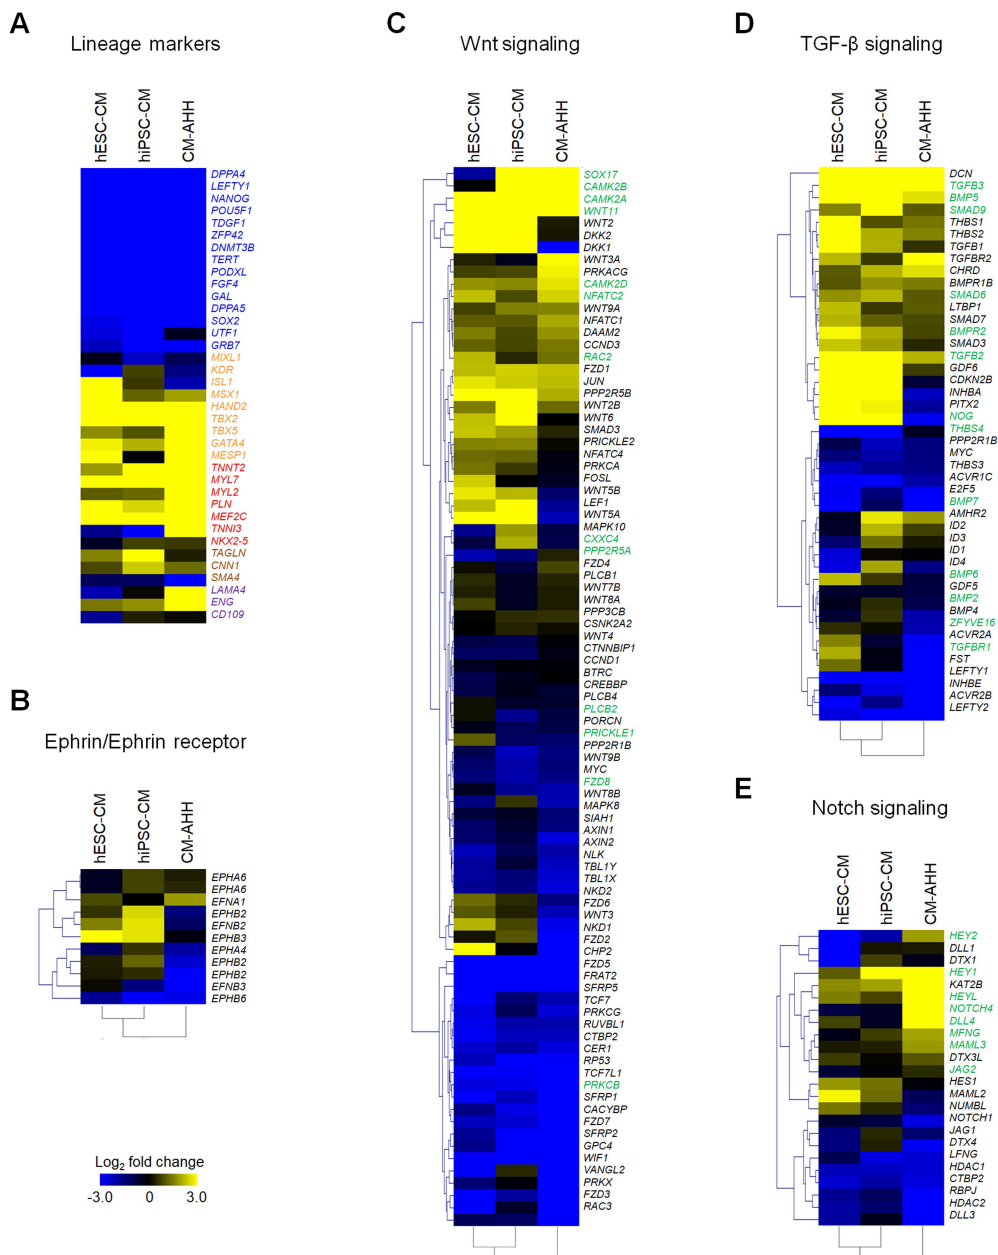 A
Lineage markers
hESC-CM
hiPSC-CM
CM-AHH
DPPA4
LEFTY1
NANOG
POU5F1
TDGF1
ZFP42
DNMT3B
TERT
PODXL
FGF4
GAL
DPPA5
SOX2
UTF1
GRB7
MIXL1
KDR
ISL1
MSX1
HAND2
TBX2
TBX5
GATA4
MESP1
TNNT2
MYL7
MYL2
PLN
MEF2C
TNNI3
NKX2-5
TAGLN
CNN1
SMA4
LAMA4
ENG
CD109
B
Ephrin/Ephrin receptor
hESC-CM
hiPSC-CM
CM-AHH
EPHA6
EPHA6
EFNA1
EPHB2
EFNB2
EPHB3
EPHA4
EPHB2
EPHB2
EFNB3
EPHB6
Log2 fold change
-3.0 0 3.0
C
Wnt signaling
hESC-CM
hiPSC-CM
CM-AHH
SOX17
CAMK2B
CAMK2A
WNT11
WNT2
DKK2
DKK1
WNT3A
PRKACG
CAMK2D
NFATC2
WNT9A
NFATC1
DAAM2
CCND3
RAC2
FZD1
JUN
PPP2R5B
WNT2B
WNT6
SMAD3
PRICKLE2
NFATC4
PRKCA
FOSL
WNT5B
LEF1
WNT5A
MAPK10
CXXC4
PPP2R5A
FZD4
PLCB1
WNT7B
WNT8A
PPP3CB
CSNK2A2
WNT4
CTNNBIP1
CCND1
BTRC
CREBBP
PLCB4
PLCB2
PORCN
PRICKLE1
PPP2R1B
WNT9B
MYC
FZD8
WNT8B
MAPK8
SIAH1
AXIN1
AXIN2
NLK
TBL1Y
TBL1X
NKD2
FZD6
WNT3
NKD1
FZD2
CHP2
FZD5
FRAT2
SFRP5
TCF7
PRKCG
RUVBL1
CTBP2
CER1
RP53
TCF7L1
PRKCB
SFRP1
CACYBP
FZD7
SFRP2
GPC4
WIF1
VANGL2
PRKX
FZD3
RAC3
D
TGF-β signaling
hESC-CM
hiPSC-CM
CM-AHH
DCN
TGFB3
BMP5
SMAD9
THBS1
THBS2
TGFB1
TGFBR2
CHRD
BMPR1B
SMAD6
LTBP1
SMAD7
BMPR2
SMAD3
TGFB2
GDF6
CDKN2B
INHBA
PITX2
NOG
THBS4
PPP2R1B
MYC
THBS3
ACVR1C
E2F5
BMP7
AMHR2
ID2
ID3
ID1
ID4
BMP6
GDF5
BMP2
BMP4
ZFYVE16
ACVR2A
TGFBR1
FST
LEFTY1
INHBE
ACVR2B
LEFTY2
E
Notch signaling
hESC-CM
hiPSC-CM
CM-AHH
HEY2
DLL1
DTX1
HEY1
KAT2B
HEYL
NOTCH4
DLL4
MFNG
MAML3
DTX3L
JAG2
HES1
MAML2
NUMBL
NOTCH1
JAG1
DTX4
LFNG
HDAC1
CTBP2
RBPJ
HDAC2
DLL3